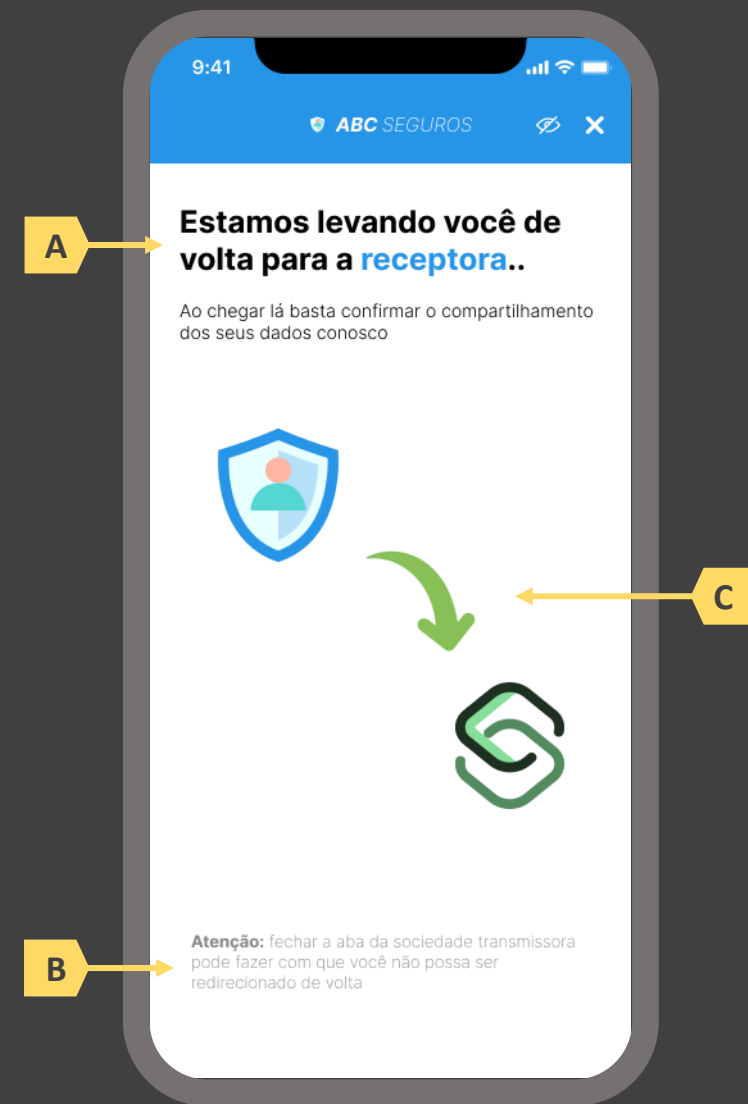 9:41
ABC SEGUROS
A
Estamos levando você de
volta para a receptora..
Ao chegar lá basta confirmar o compartilhamento
dos seus dados conosco
C
B
Atenção: fechar a aba da sociedade transmissora
pode fazer com que você não possa ser
redirecionado de volta